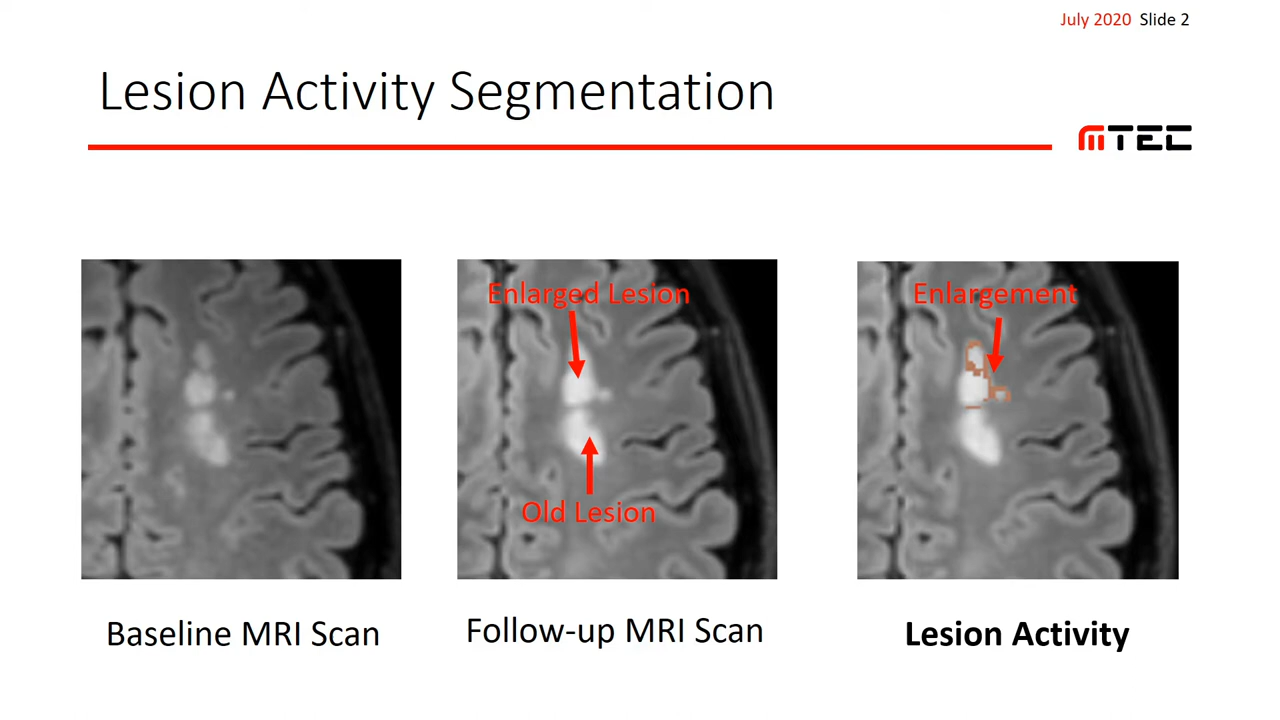 July 2020 Slide 2
Lesion Activity Segmentation
MTEC
Enlarged Lesion
Old Lesion
Enlargement
Baseline MRI Scan
Follow-up MRI Scan
Lesion Activity